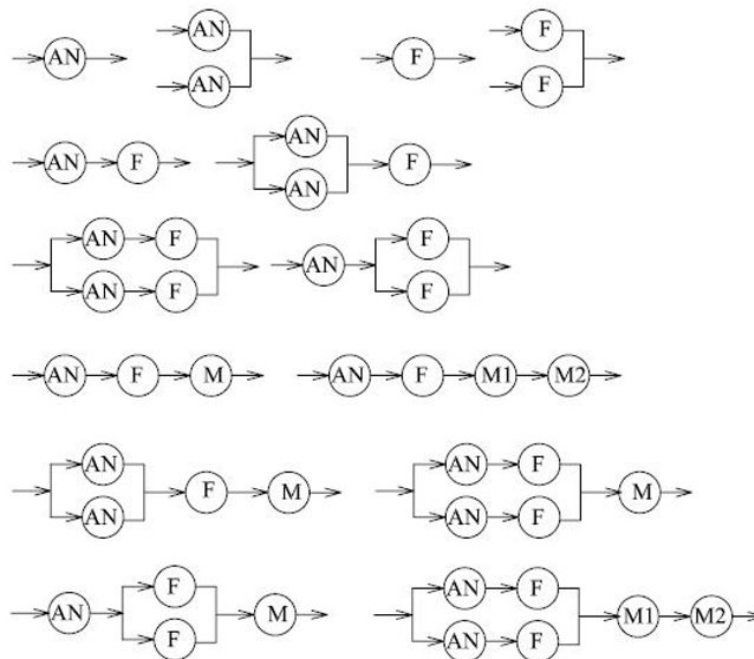 AN AN F F
AN F
AN F AN F
AN
AN F F
AN
AN F F
AN F M AN F M1 M2
AN AN F
F M M
AN AN F
F AN F
AN M M1 M2
F AN F